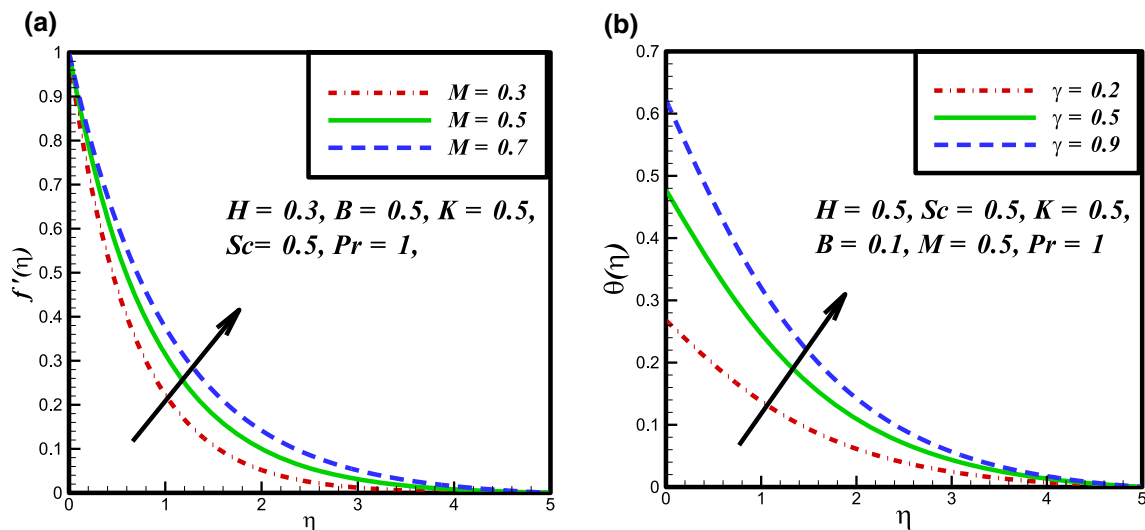 (a)
1
0.9
0.8
0.7
0.6
0.5
0.4
0.3
0.2
0.1
0
0 1 2 3 4 5
f'(η)
η
M = 0.3
M = 0.5
M = 0.7
H = 0.3, B = 0.5, K = 0.5,
Sc= 0.5, Pr = 1,
(b)
0.7
0.6
0.5
0.4
0.3
0.2
0.1
0
0 1 2 3 4 5
θ(η)
η
γ = 0.2
γ = 0.5
γ = 0.9
H = 0.5, Sc = 0.5, K = 0.5,
B = 0.1, M = 0.5, Pr = 1